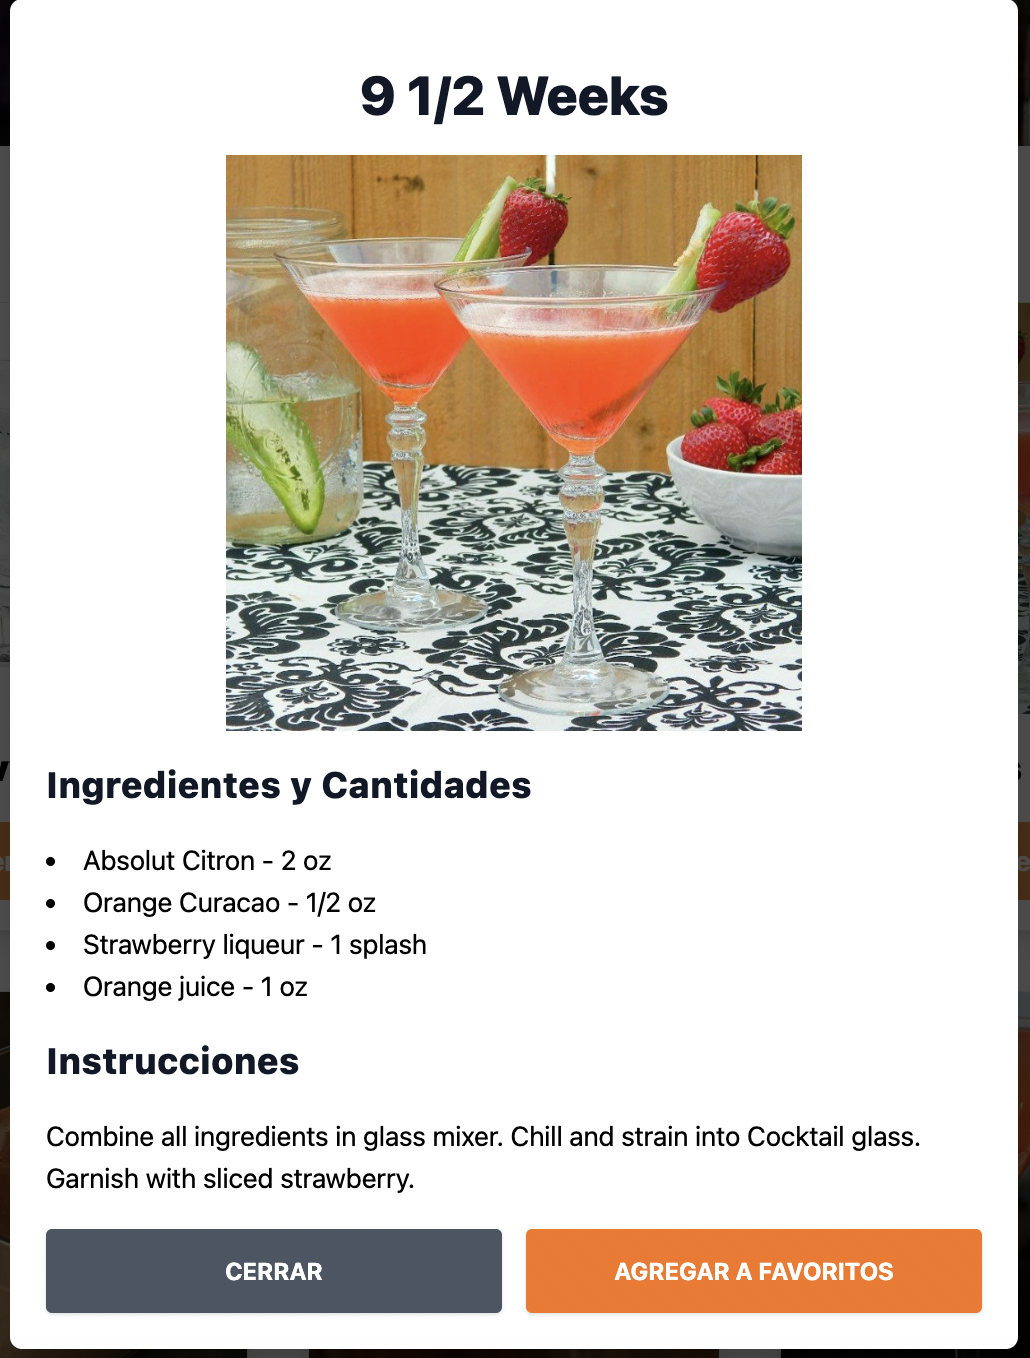 9 1/2 Weeks
Ingredientes y Cantidades
Absolut Citron - 2 oz
Orange Curacao - 1/2 oz
Strawberry liqueur - 1 splash
Orange juice - 1 oz
Instrucciones
Combine all ingredients in glass mixer. Chill and strain into Cocktail glass.
Garnish with sliced strawberry.
CERRAR
AGREGAR A FAVORITOS